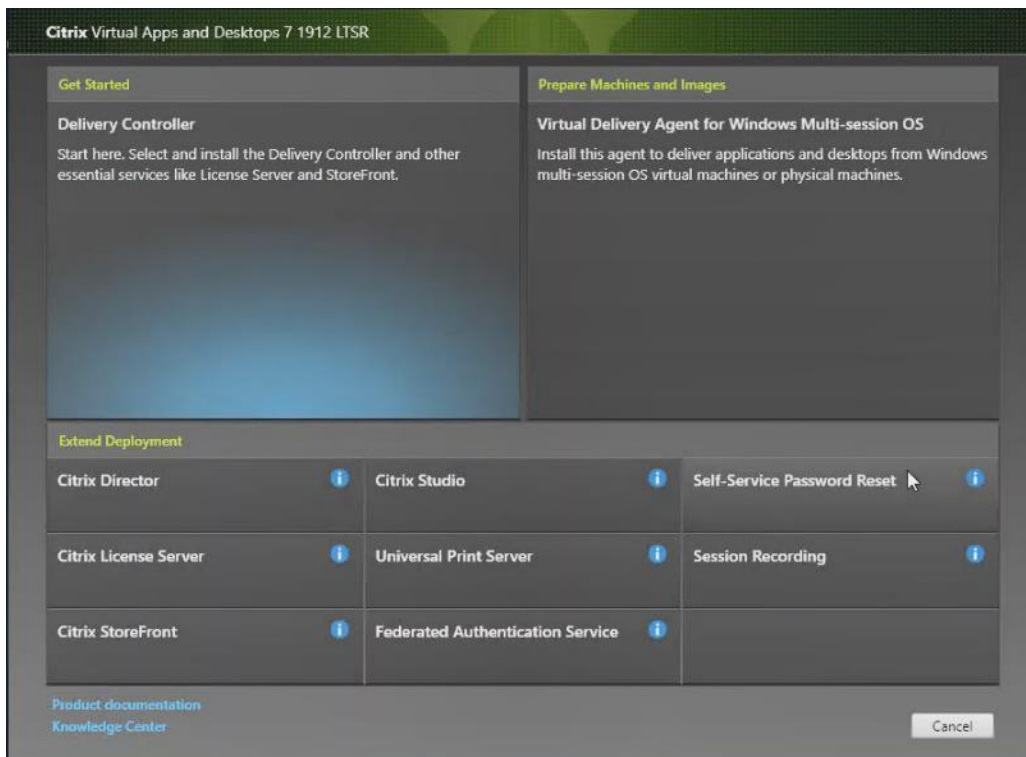 Citrix Virtual Apps and Desktops 7 1912 LTSR
Get Started
Delivery Controller
Start here. Select and install the Delivery Controller and other
essential services like License Server and StoreFront.
Prepare Machines and Images
Virtual Delivery Agent for Windows Multi-session OS
Install this agent to deliver applications and desktops from Windows
multi-session OS virtual machines or physical machines.
Extend Deployment
Citrix Director
Citrix Studio
Self-Service Password Reset
Citrix License Server
Universal Print Server
Session Recording
Citrix StoreFront
Federated Authentication Service
Product documentation
Knowledge Center
Cancel